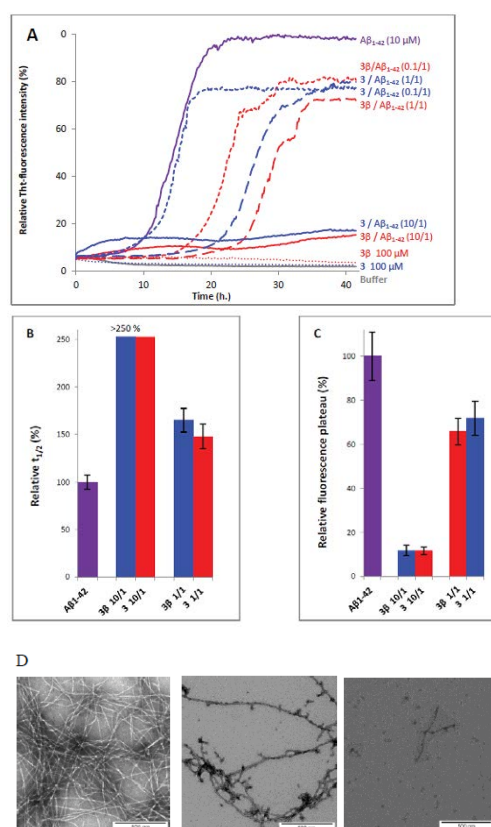 A
Relative Tht-fluorescence intensity (%)
0
80
60
40
20
0
0
10
20
30
40
Time (h.)
Aβ1-42 (10 µM)
3β/Aβ1-42 (0.1/1)
3 / Aβ1-42 (1/1)
3 / Aβ1-42 (0.1/1)
3β / Aβ1-42 (1/1)
3 / Aβ1-42 (10/1)
3β / Aβ1-42 (10/1)
3β 100 µM
3 100 µM
Buffer
B
Relative t1/2 (%)
250
200
150
100
50
0
>250 %
Aβ1-42
3β 10/1
3 10/1
3β 1/1
3 1/1
C
Relative fluorescence plateau (%)
100
80
60
40
20
0
Aβ1-42
3β 10/1
3 10/1
3β 1/1
3 1/1
D